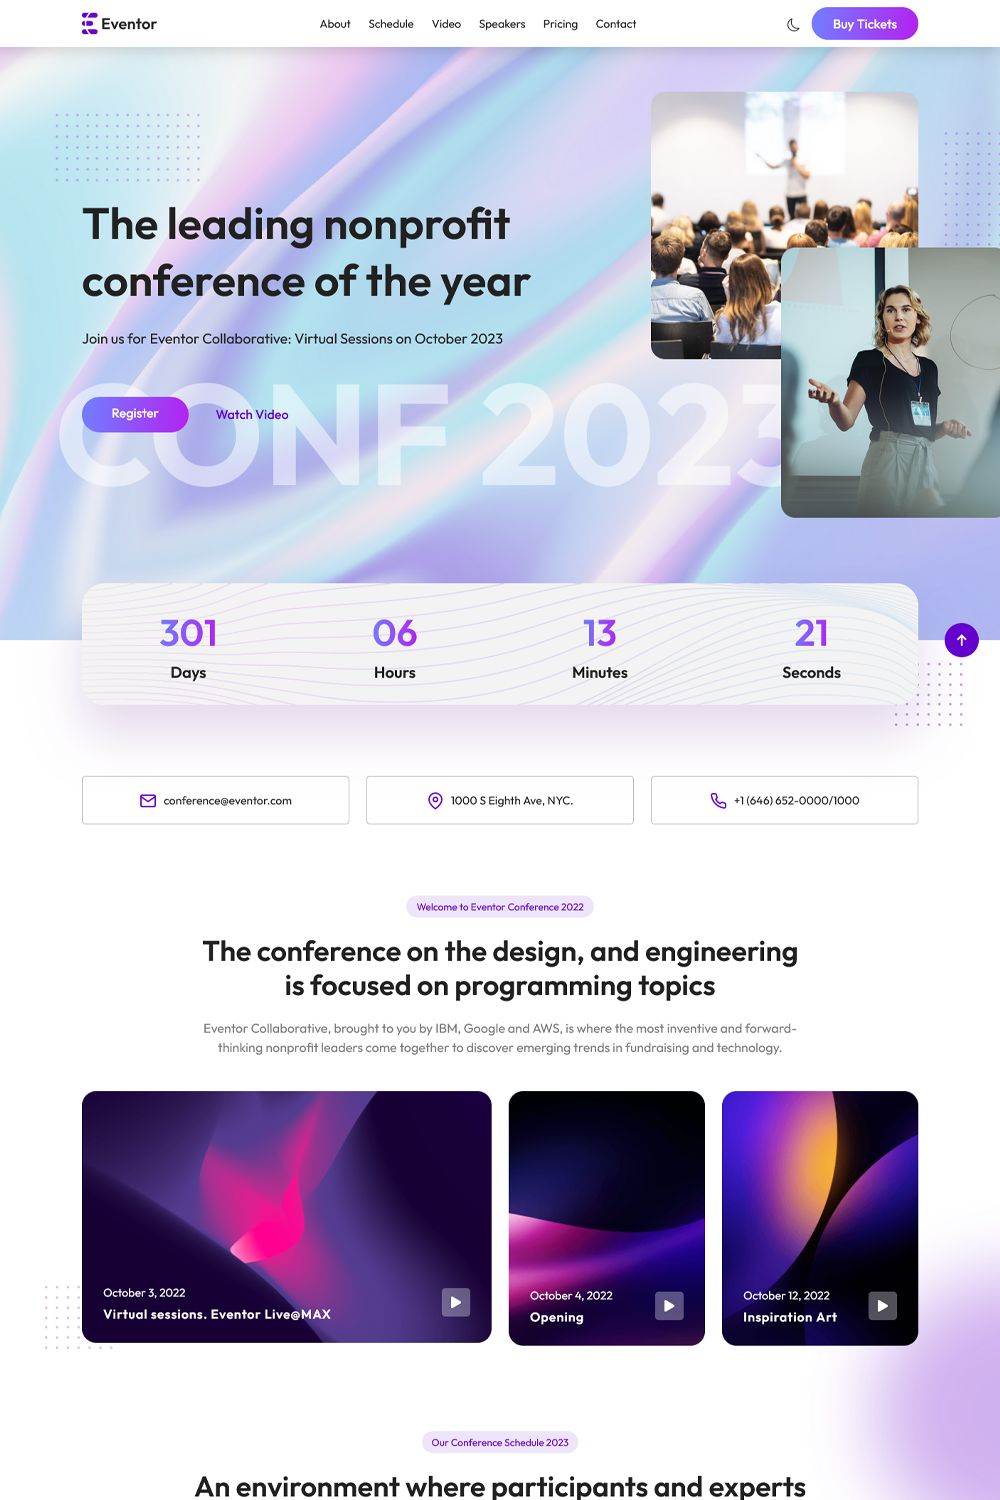 Eventor
About Schedule Video Speakers Pricing Contact
Buy Tickets
The leading nonprofit
conference of the year
Join us for Eventor Collaborative: Virtual Sessions on October 2023
CONF 2023
Register
Watch Video
301 06 13 21
Days Hours Minutes Seconds
conference@eventor.com
1000 S Eighth Ave, NYC.
+1 (646) 652-0000/1000
Welcome to Eventor Conference 2022
The conference on the design, and engineering
is focused on programming topics
Eventor Collaborative, brought to you by IBM, Google and AWS, is where the most inventive and forward-
thinking nonprofit leaders come together to discover emerging trends in fundraising and technology.
October 3, 2022
Virtual sessions. Eventor Live@MAX
October 4, 2022
Opening
October 12, 2022
Inspiration Art
Our Conference Schedule 2023
An environment where participants and experts